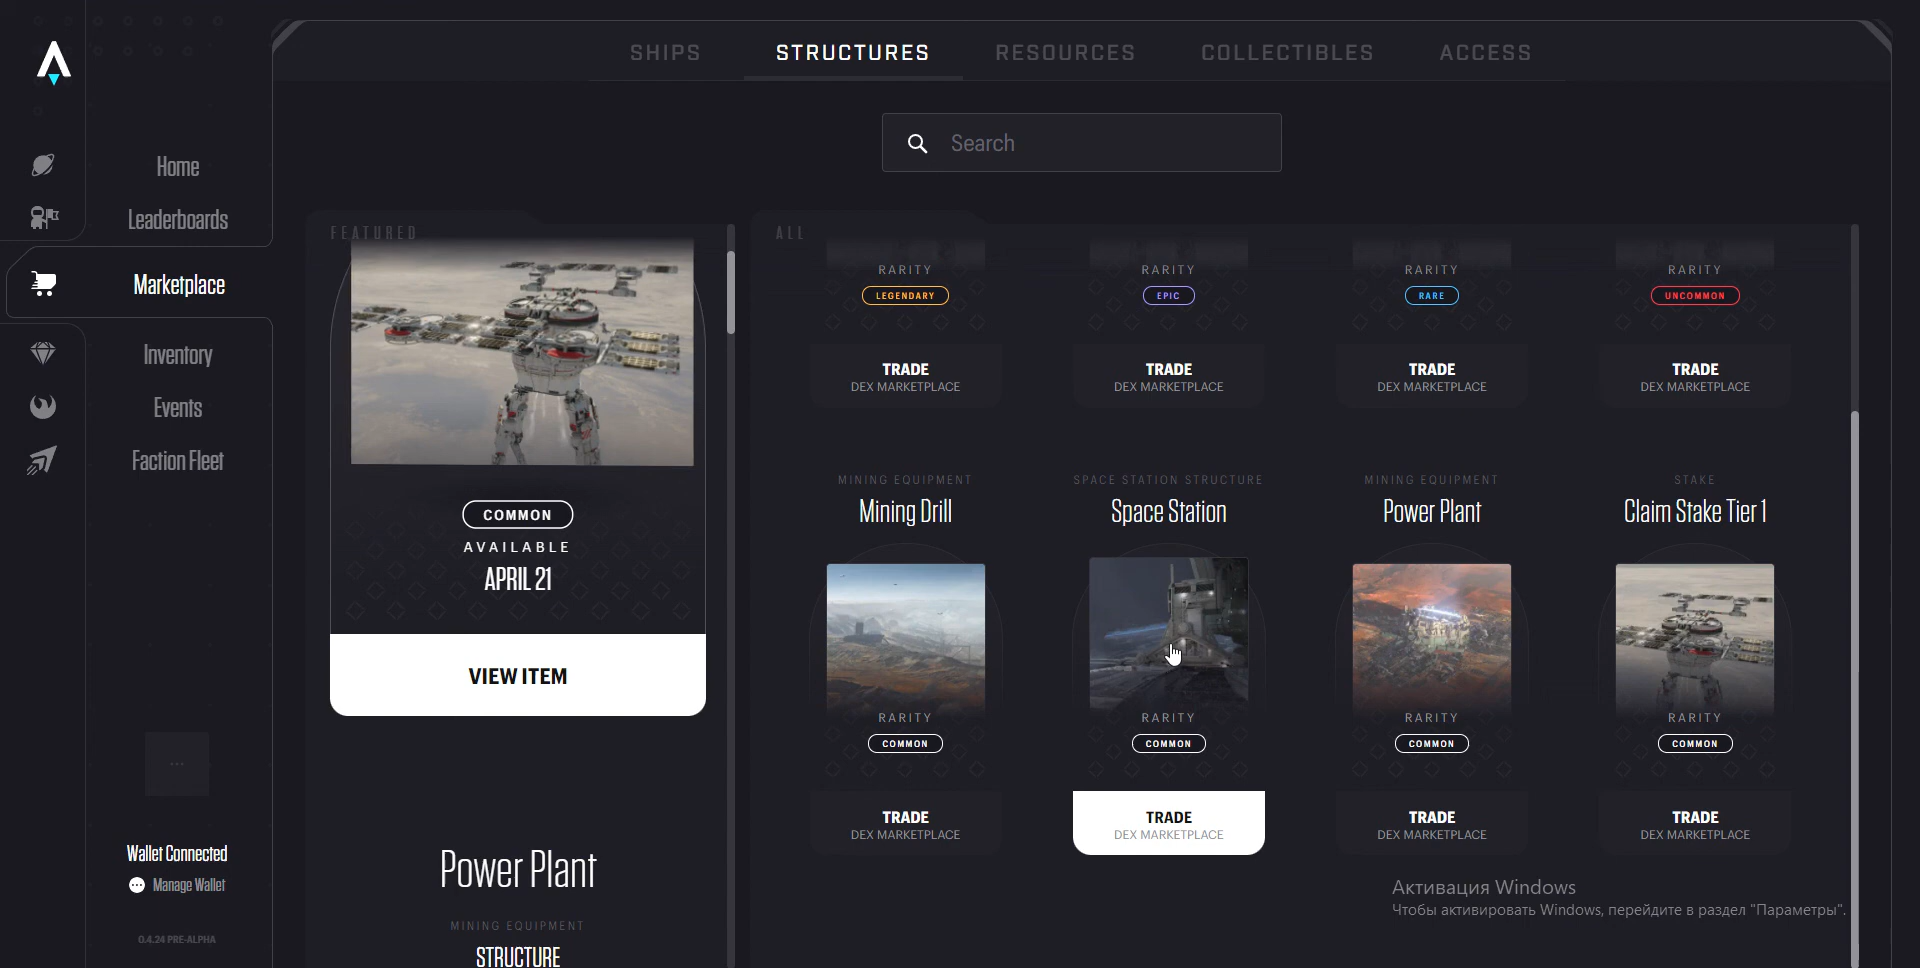 SHIPS
STRUCTURES
RESOURCES
COLLECTIBLES
ACCESS
Search
Home
Leaderboards
Marketplace
Inventory
Events
Faction Fleet
Wallet Connected
Manage Wallet
0.4.24 PRE-ALPHA
FEATURED
COMMON
AVAILABLE
APRIL 21
VIEW ITEM
Power Plant
MINING EQUIPMENT
STRUCTURE
ALL
RARITY
LEGENDARY
TRADE
DEX MARKETPLACE
RARITY
EPIC
TRADE
DEX MARKETPLACE
RARITY
RARE
TRADE
DEX MARKETPLACE
RARITY
UNCOMMON
TRADE
DEX MARKETPLACE
MINING EQUIPMENT
Mining Drill
RARITY
COMMON
TRADE
DEX MARKETPLACE
SPACE STATION STRUCTURE
Space Station
RARITY
COMMON
TRADE
DEX MARKETPLACE
MINING EQUIPMENT
Power Plant
RARITY
COMMON
TRADE
DEX MARKETPLACE
STAKE
Claim Stake Tier 1
RARITY
COMMON
TRADE
DEX MARKETPLACE
Активация Windows
Чтобы активировать Windows, перейдите в раздел "Параметры".